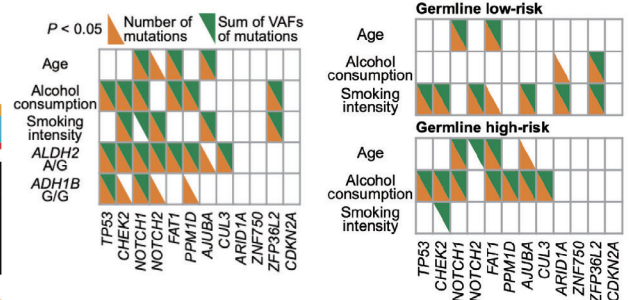 P < 0.05
Number of
mutations
Sum of VAFs
of mutations
Age
Alcohol
consumption
Smoking
intensity
ALDH2
A/G
ADH1B
G/G
TP53
CHEK2
NOTCH1
NOTCH2
FAT1
PPM1D
AJUBA
CUL3
ARID1A
ZNF750
ZFP36L2
CDKN2A
Germline low-risk
Age
Alcohol
consumption
Smoking
intensity
Germline high-risk
Age
Alcohol
consumption
Smoking
intensity
TP53
CHEK2
NOTCH1
NOTCH2
FAT1
PPM1D
AJUBA
CUL3
ARID1A
ZNF750
ZFP36L2
CDKN2A